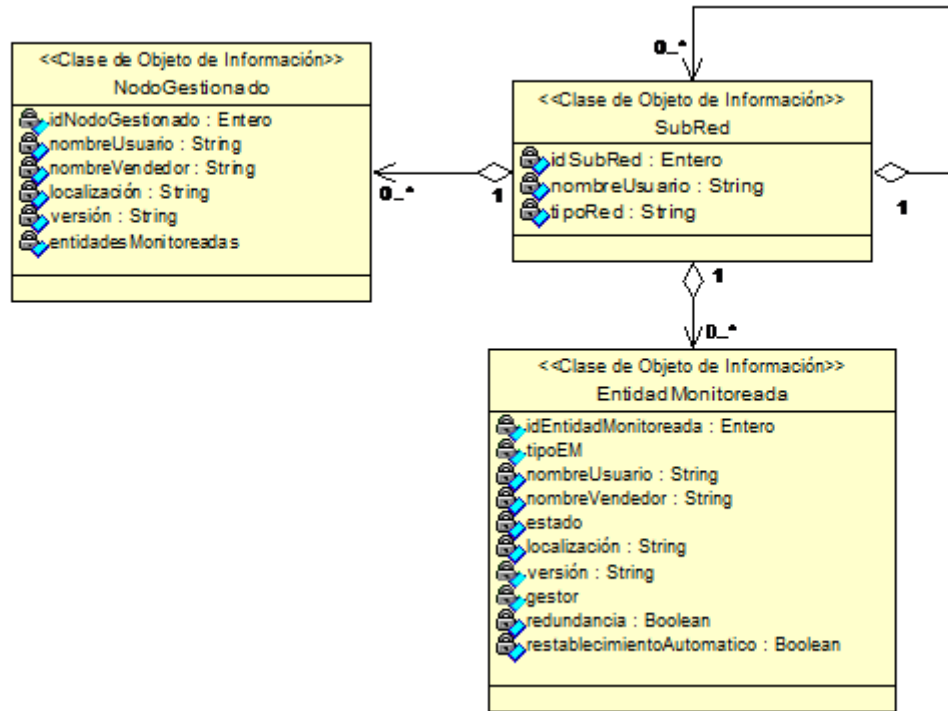 <<Clase de Objeto de Información>>
NodoGestionado
idNodoGestionado : Entero
nombreUsuario : String
nombreVendedor : String
localización : String
versión : String
entidadesMonitoreadas
0..*
1
0..*
<<Clase de Objeto de Información>>
SubRed
idSubRed : Entero
nombreUsuario : String
tipoRed : String
1
1
0..*
<<Clase de Objeto de Información>>
EntidadMonitoreada
idEntidadMonitoreada : Entero
tipoEM
nombreUsuario : String
nombreVendedor : String
estado
localización : String
versión : String
gestor
redundancia : Boolean
restablecimientoAutomatico : Boolean